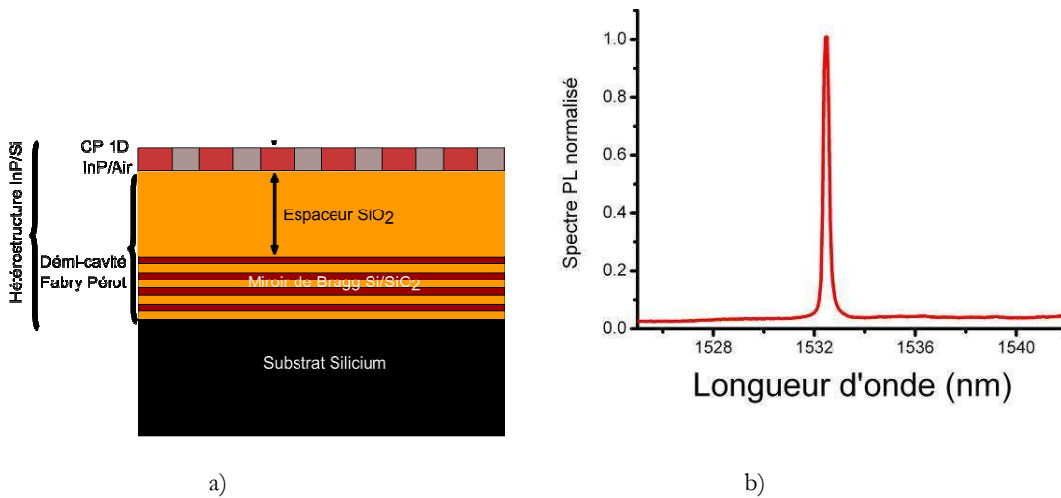 Hétérostructure InP/Si
CP 1D
InP/Air
Démi-cavité
Fabry Pérot
Espaceur SiO2
Miroir de Bragg Si/SiO2
Substrat Silicium
a)
Spectre PL normalisé
1.0
0.8
0.6
0.4
0.2
0.0
1528 1532 1536 1540
Longueur d'onde (nm)
b)